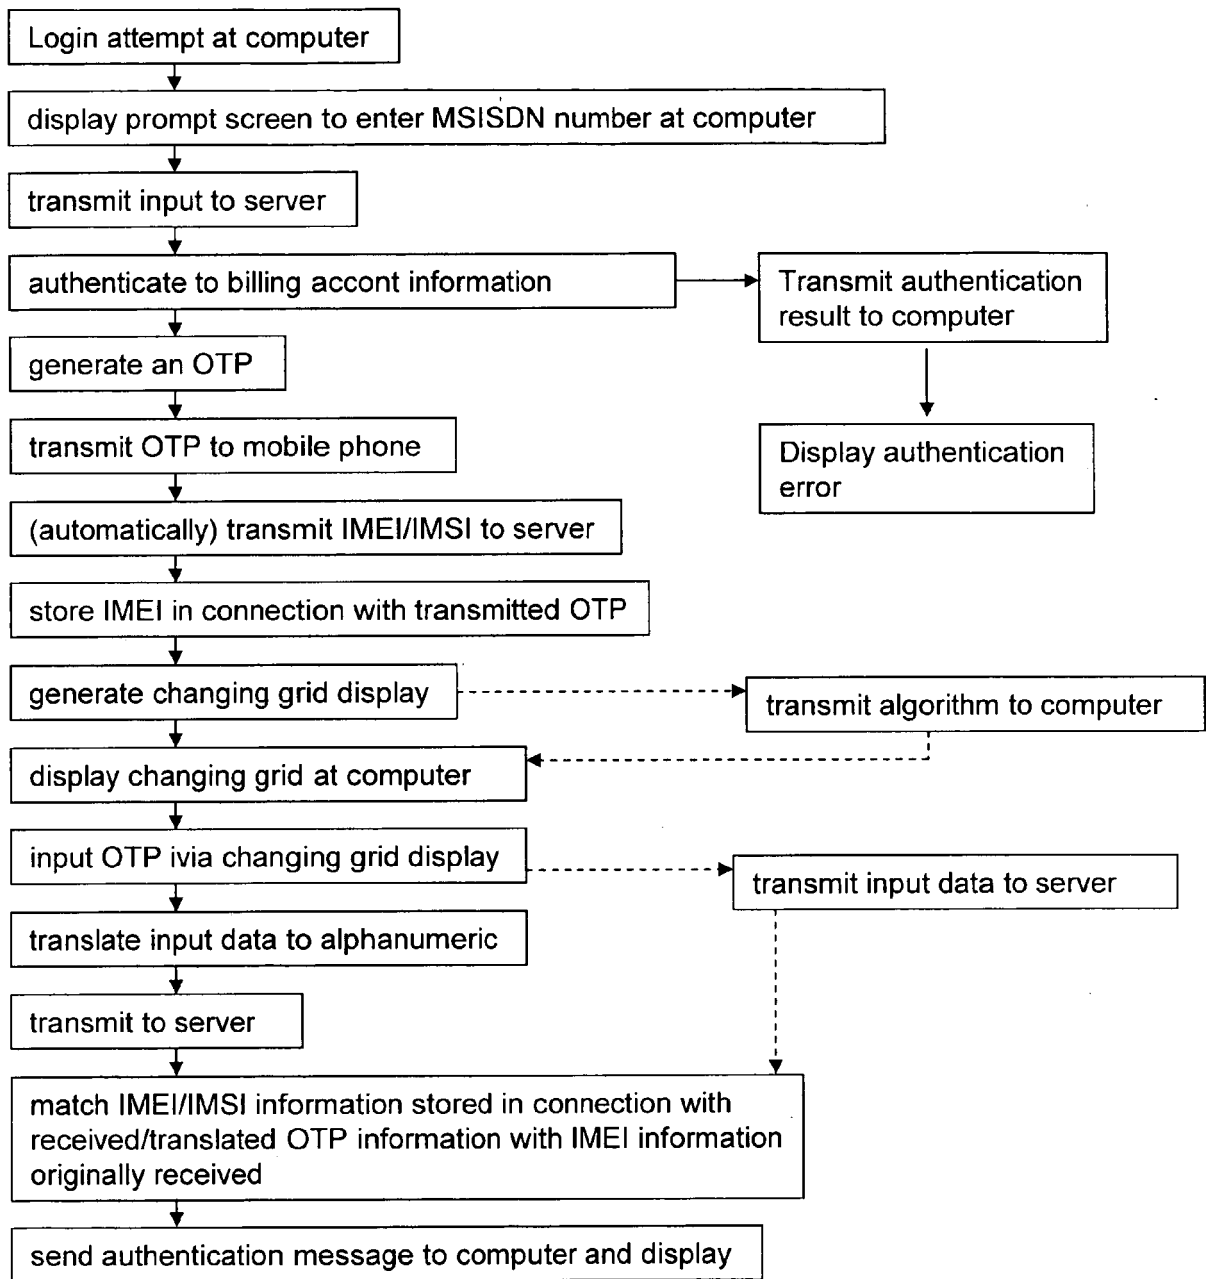 Login attempt at computer
display prompt screen to enter MSISDN number at computer
transmit input to server
authenticate to billing accont information
Transmit authentication
result to computer
generate an OTP
transmit OTP to mobile phone
Display authentication
error
(automatically) transmit IMEI/IMSI to server
store IMEI in connection with transmitted OTP
generate changing grid display
transmit algorithm to computer
display changing grid at computer
input OTP ivia changing grid display
transmit input data to server
translate input data to alphanumeric
transmit to server
match IMEI/IMSI information stored in connection with
received/translated OTP information with IMEI information
originally received
send authentication message to computer and display